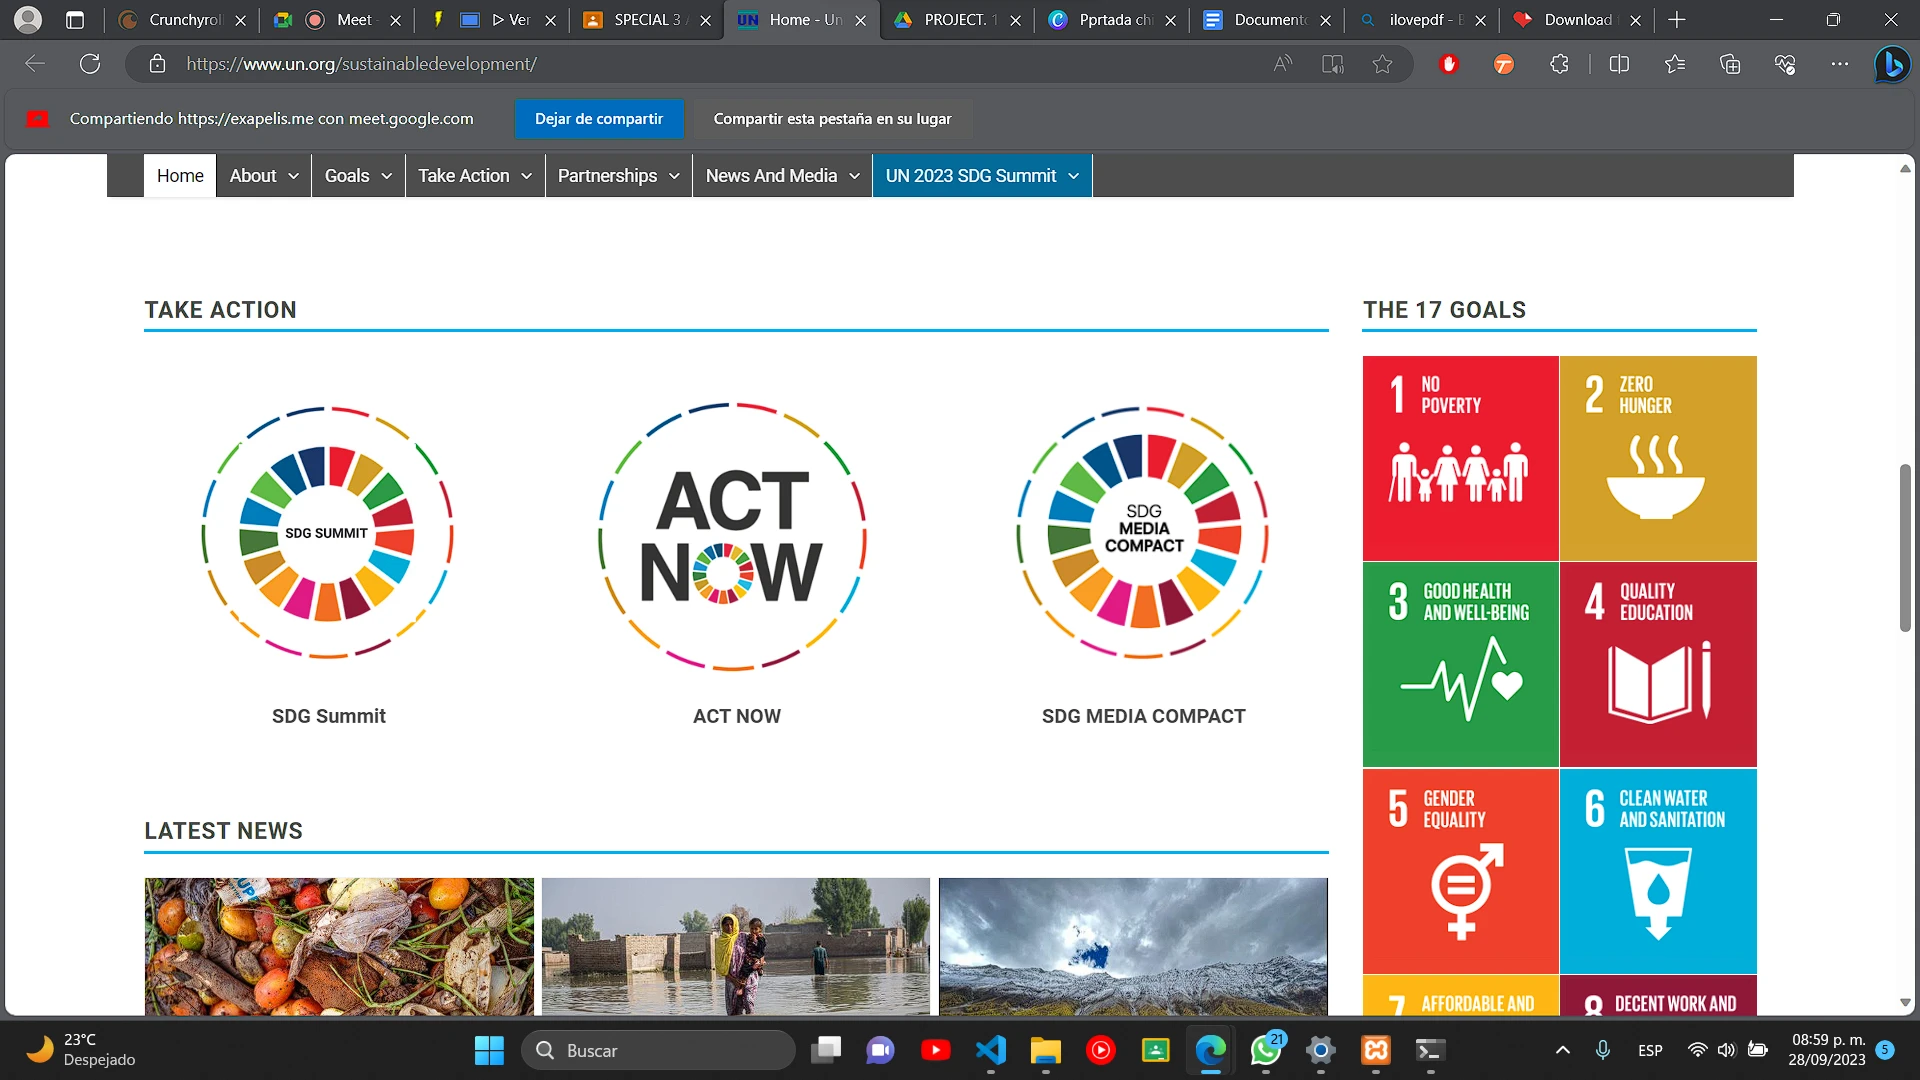 Crunchyrol
Meet
Ver
SPECIAL 3
UN Home - Un
PROJECT. 1
Pprtada chi
Documento
ilovepdf - B
Download
https://www.un.org/sustainabledevelopment/
Compartiendo https://exapelis.me con meet.google.com
Dejar de compartir
Compartir esta pestaña en su lugar
Home
About
Goals
Take Action
Partnerships
News And Media
UN 2023 SDG Summit
TAKE ACTION
SDG SUMMIT
ACT
NOW
SDG
MEDIA
COMPACT
SDG Summit
ACT NOW
SDG MEDIA COMPACT
LATEST NEWS
THE 17 GOALS
1 NO
POVERTY
2 ZERO
HUNGER
3 GOOD HEALTH
AND WELL-BEING
4 QUALITY
EDUCATION
5 GENDER
EQUALITY
6 CLEAN WATER
AND SANITATION
7 AFFORDABLE AND
8 DECENT WORK AND
23°C
Despejado
Buscar
21
ESP
08:59 p. m.
28/09/2023
5